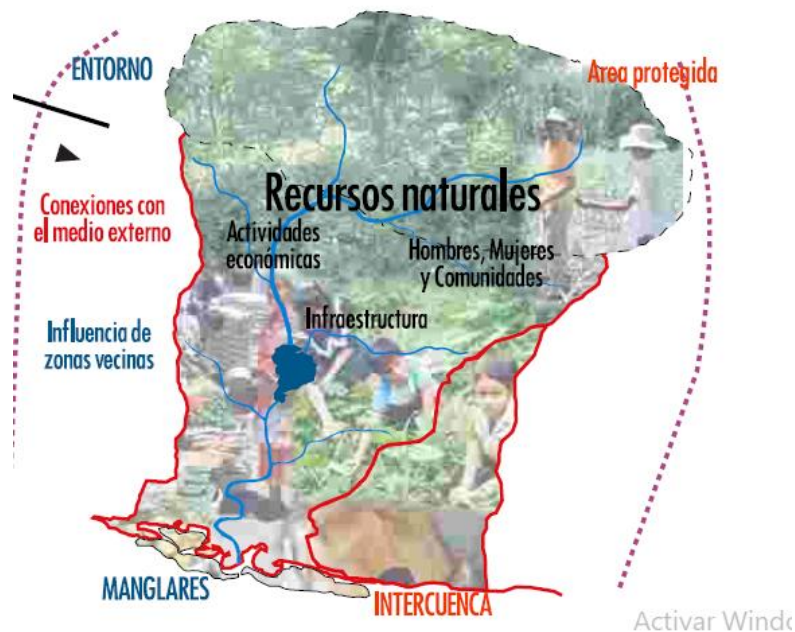 ENTORNO
Area protegida
Recursos naturales
Conexiones con
el medio externo
Actividades
económicas
Hombres, Mujeres
y Comunidades
Influencia de
zonas vecinas
Infraestructura
MANGLARES
INTERCUENCA
Activar Windo